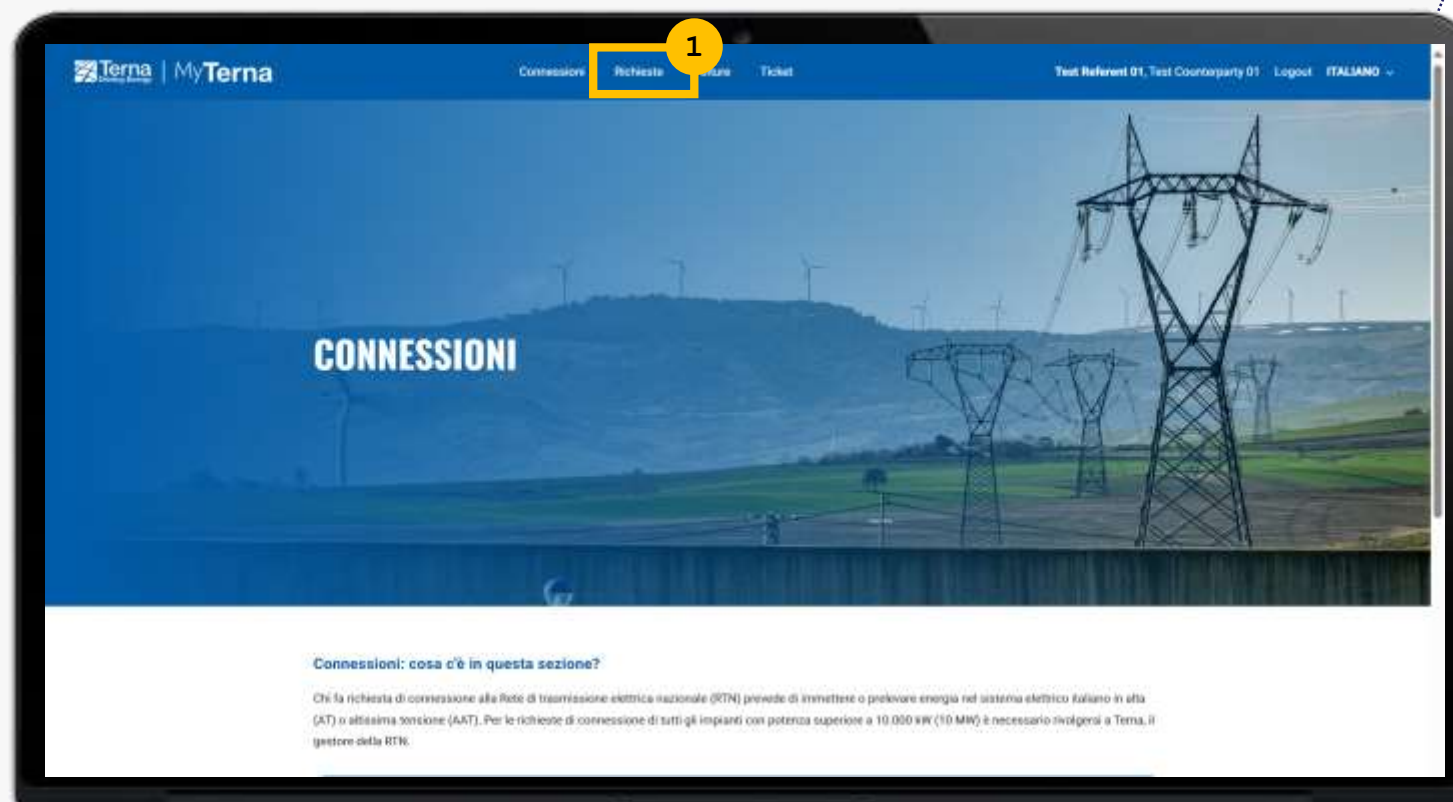 1
Terna | MyTerna
Driving Energy
Connessioni Richieste Ticket Test Referent 01, Test Counterparty 01 Logout ITALIANO
CONNESSIONI
Connessioni: cosa c'è in questa sezione?
Chi fa richiesta di connessione alla Rete di trasmissione elettrica nazionale (RTN) prevede di immettere o prelevare energia nel sistema elettrico italiano in alta
(AT) o altissima tensione (AAT). Per le richieste di connessione di tutti gli impianti con potenza superiore a 10.000 kW (10 MW) è necessario rivolgersi a Terna, il
gestore della RTN.